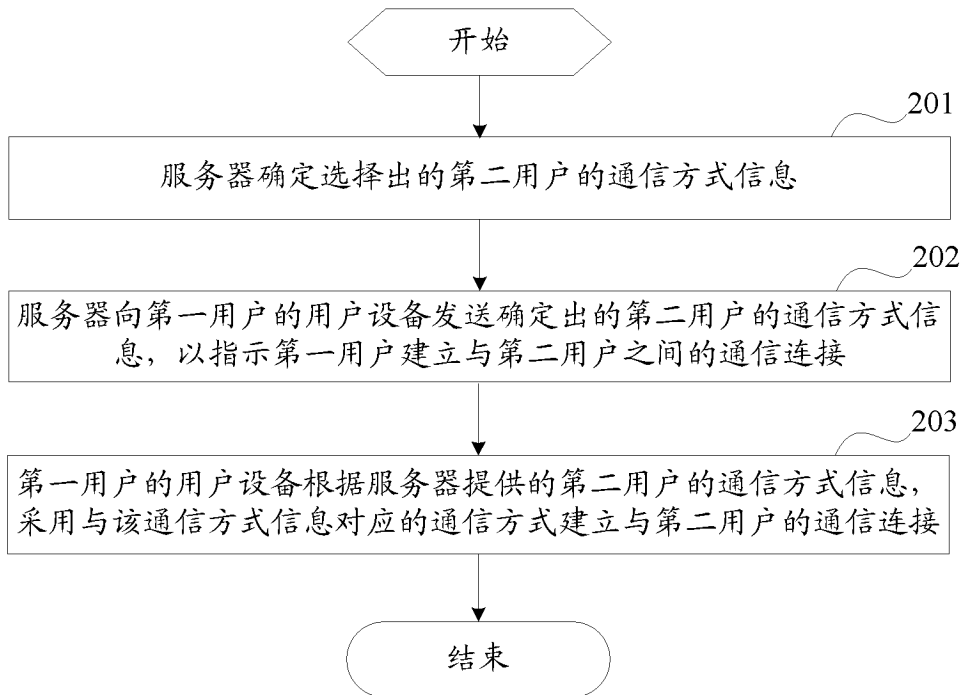 开始
201
服务器确定选择出的第二用户的通信方式信息
202
服务器向第一用户的用户设备发送确定出的第二用户的通信方式信
息，以指示第一用户建立与第二用户之间的通信连接
203
第一用户的用户设备根据服务器提供的第二用户的通信方式信息，
采用与该通信方式信息对应的通信方式建立与第二用户的通信连接
结束